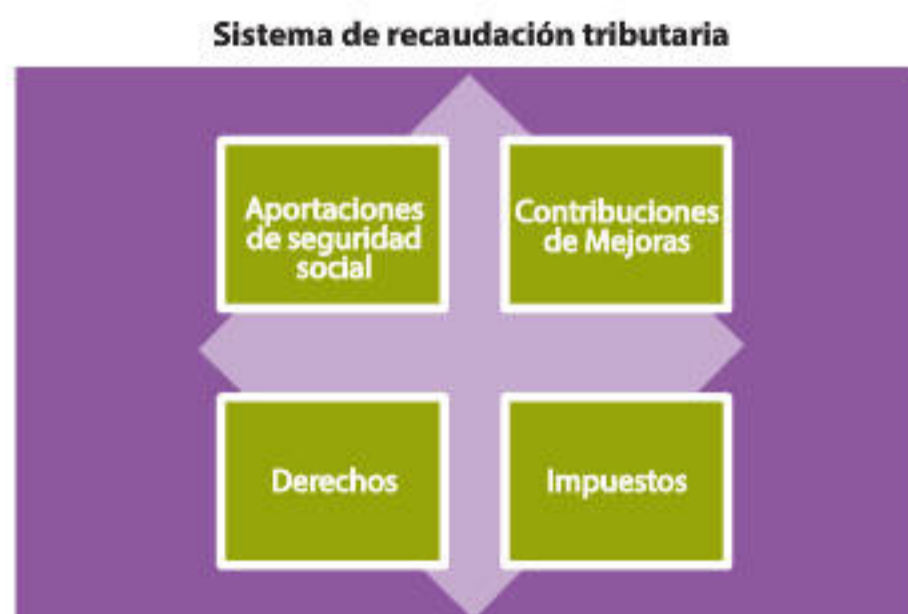 Sistema de recaudación tributaria
Aportaciones
de seguridad
social
Contribuciones
de Mejoras
Derechos
Impuestos